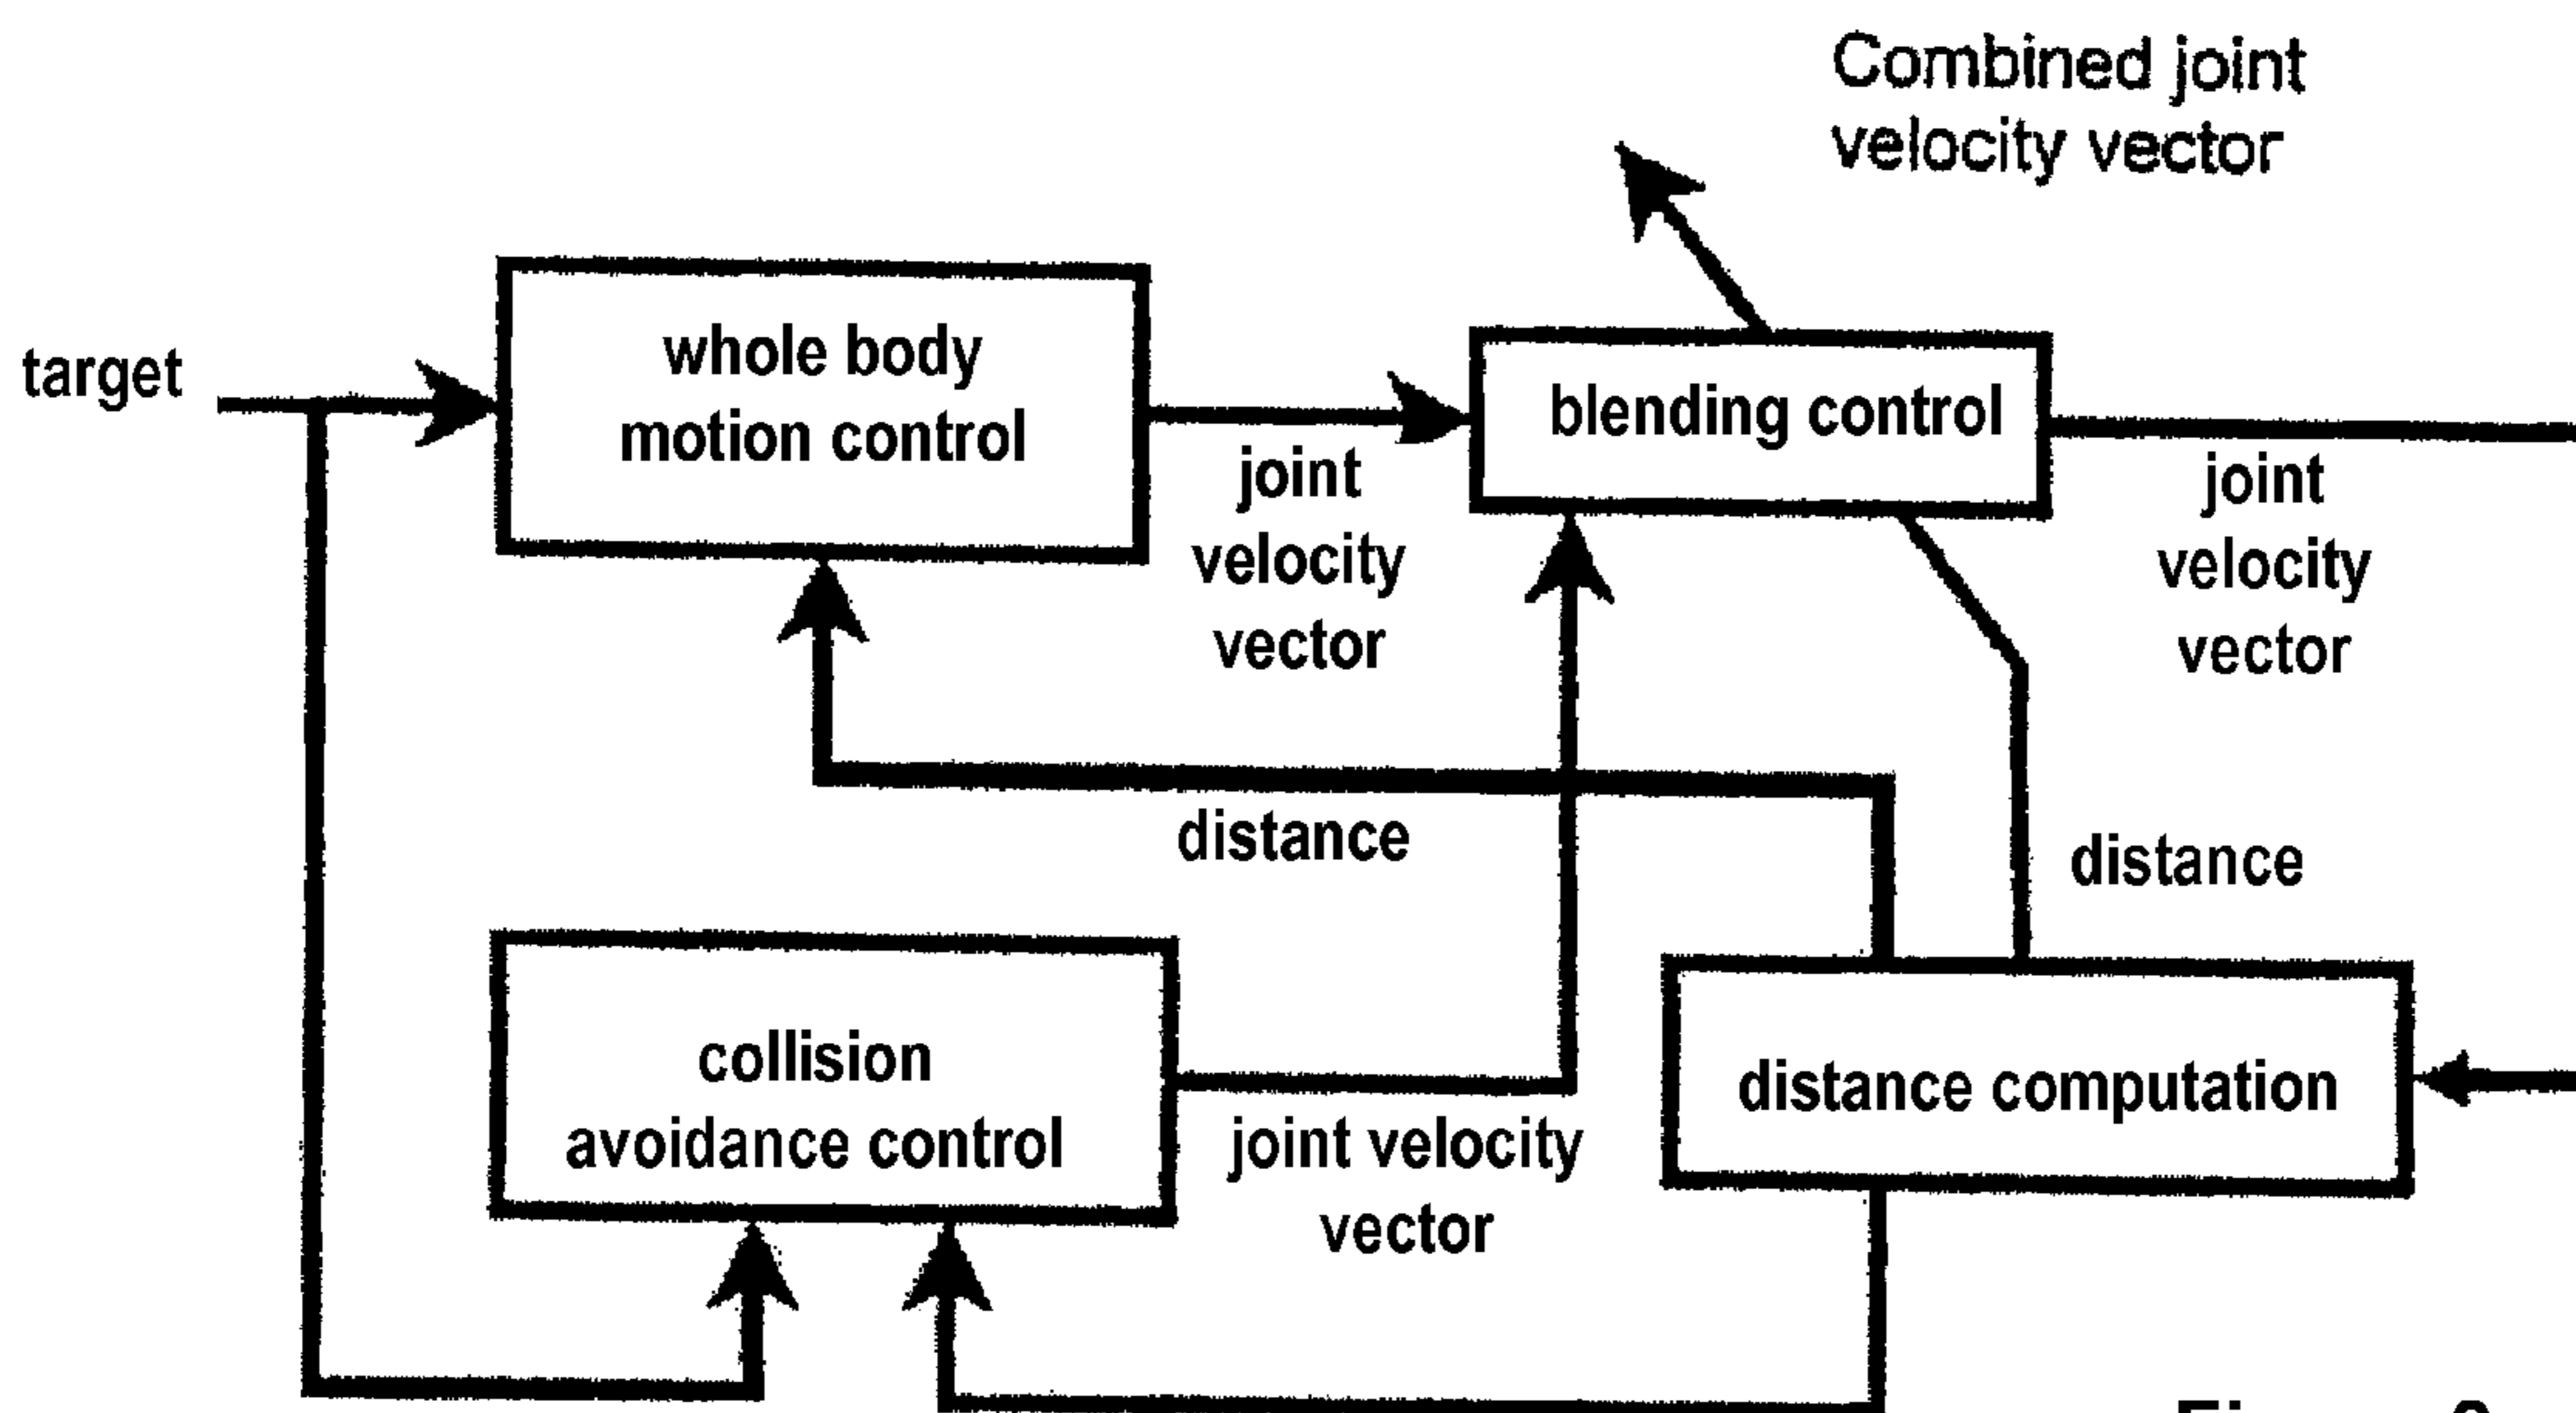 Combined joint
velocity vector
target
whole body
motion control
blending control
joint
velocity
vector
joint
velocity
vector
distance
distance
collision
avoidance control
distance computation
joint velocity
vector